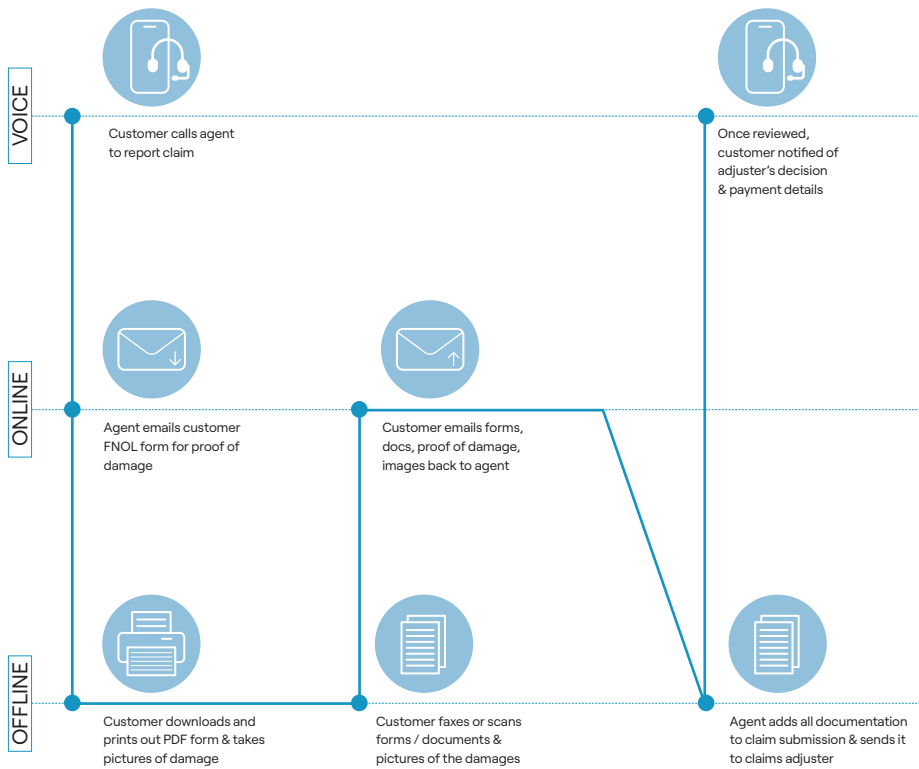 VOICE
Customer calls agent
to report claim
Once reviewed,
customer notified of
adjuster’s decision
& payment details
ONLINE
Agent emails customer
FNOL form for proof of
damage
Customer emails forms,
docs, proof of damage,
images back to agent
OFFLINE
Customer downloads and
prints out PDF form & takes
pictures of damage
Customer faxes or scans
forms / documents &
pictures of the damages
Agent adds all documentation
to claim submission & sends it
to claims adjuster